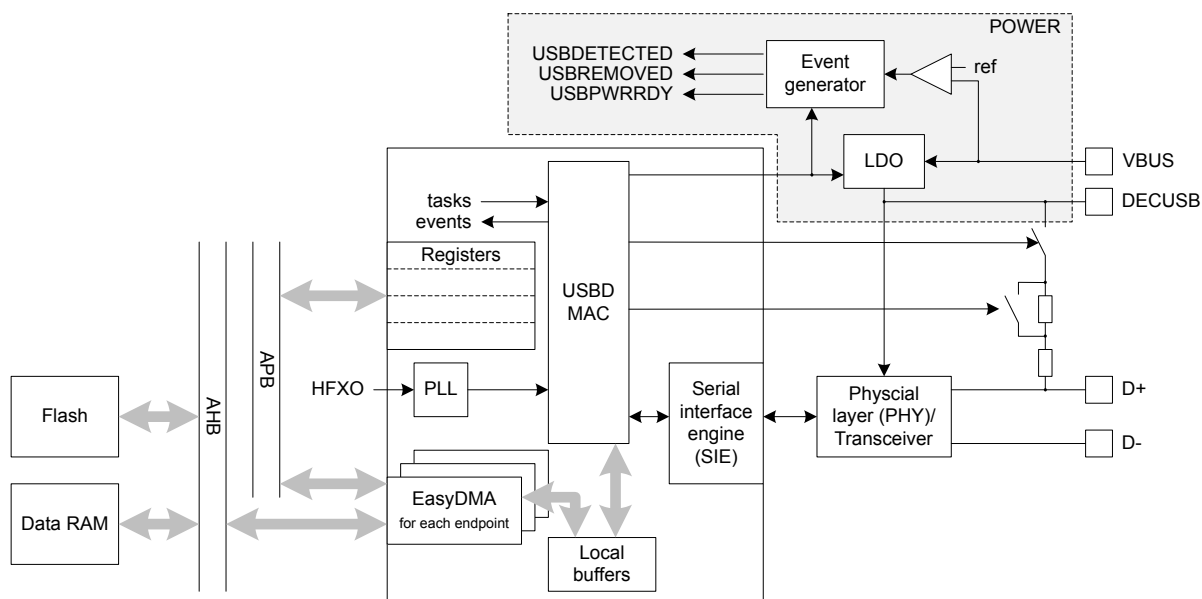 POWER
USBDETECTED
USBREMOVED
USBPWRRDY
Event
generator
ref
LDO
VBUS
DECUSB
tasks
events
Registers
USBD
MAC
APB
AHB
HFXO
PLL
Serial
interface
engine
(SIE)
Physcial
layer (PHY)/
Transceiver
D+
D-
Flash
Data RAM
EasyDMA
for each endpoint
Local
buffers